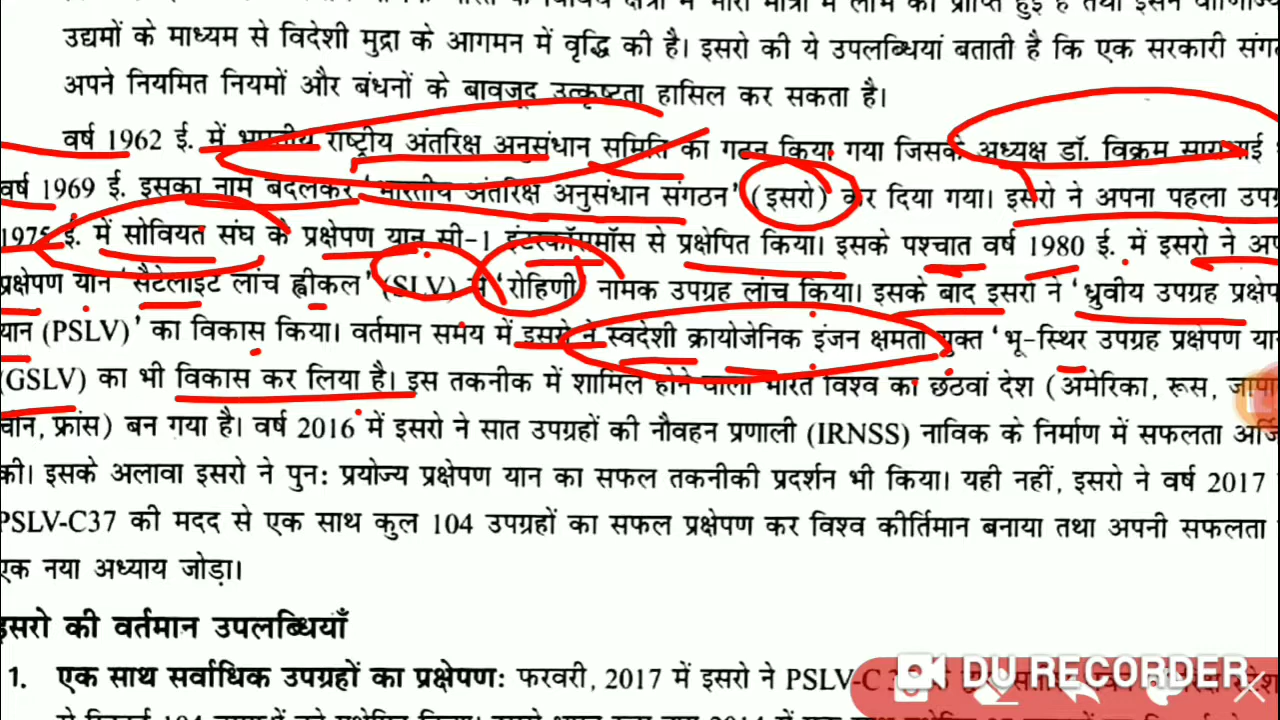 उद्यमों के माध्यम से विदेशी मुद्रा के आगमन में वृद्धि की है। इसरो की ये उपलब्धियां बताती है कि एक सरकारी
अपने नियमित नियमों और बंधनों के बावजूद उत्कृष्टता हासिल कर सकता है।
वर्ष 1962 ई. में भारतीय राष्ट्रीय अंतरिक्ष अनुसंधान समिति का गठन किया गया जिसके अध्यक्ष डॉ. विक्रम साराभाई
वर्ष 1969 ई. इसका नाम बदलकर 'भारतीय अंतरिक्ष अनुसंधान संगठन' (इसरो) कर दिया गया। इसरो ने अपना पहला
1975 ई. में सोवियत संघ के प्रक्षेपण यान सी-1 इंटरकॉसमॉस से प्रक्षेपित किया। इसके पश्चात वर्ष 1980 ई. में इसरो ने
प्रक्षेपण यान 'सैटेलाइट लांच ह्वीकल' (SLV) से 'रोहिणी' नामक उपग्रह लांच किया। इसके बाद इसरो ने 'ध्रुवीय उपग्रह
यान (PSLV)' का विकास किया। वर्तमान समय में इसरो ने स्वदेशी क्रायोजेनिक इंजन क्षमता युक्त 'भू-स्थिर उपग्रह प्रक्षेपण
(GSLV) का भी विकास कर लिया है। इस तकनीक में शामिल होने वाला भारत विश्व का छठवां देश (अमेरिका, रूस,
चीन, फ्रांस) बन गया है। वर्ष 2016 में इसरो ने सात उपग्रहों की नौवहन प्रणाली (IRNSS) नाविक के निर्माण में सफलता
की। इसके अलावा इसरो ने पुन: प्रयोज्य प्रक्षेपण यान का सफल तकनीकी प्रदर्शन भी किया। यही नहीं, इसरो ने वर्ष 2017
PSLV-C37 की मदद से एक साथ कुल 104 उपग्रहों का सफल प्रक्षेपण कर विश्व कीर्तिमान बनाया तथा अपनी सफलता
एक नया अध्याय जोड़ा।
इसरो की वर्तमान उपलब्धियाँ
1. एक साथ सर्वाधिक उपग्रहों का प्रक्षेपण: फरवरी, 2017 में इसरो ने
DU RECORDER